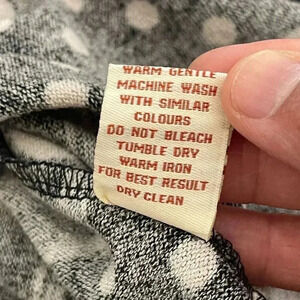 WARM GENTLE
MACHINE WASH
WITH SIMILAR
COLOURS
DO NOT BLEACH
TUMBLE DRY
WARM IRON
FOR BEST RESULT
DRY CLEAN